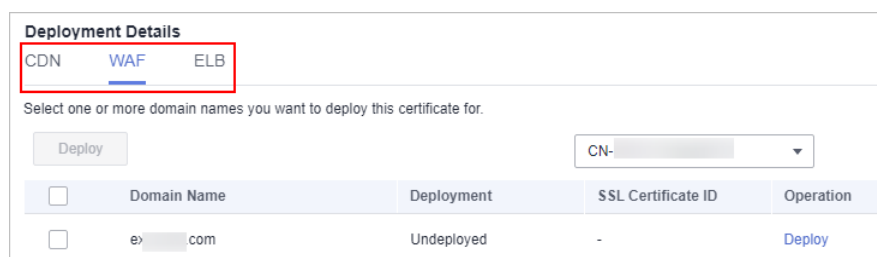 Deployment Details
CDN WAF ELB
Select one or more domain names you want to deploy this certificate for.
Deploy CN-
Domain Name Deployment SSL Certificate ID Operation
.com Undeployed - Deploy